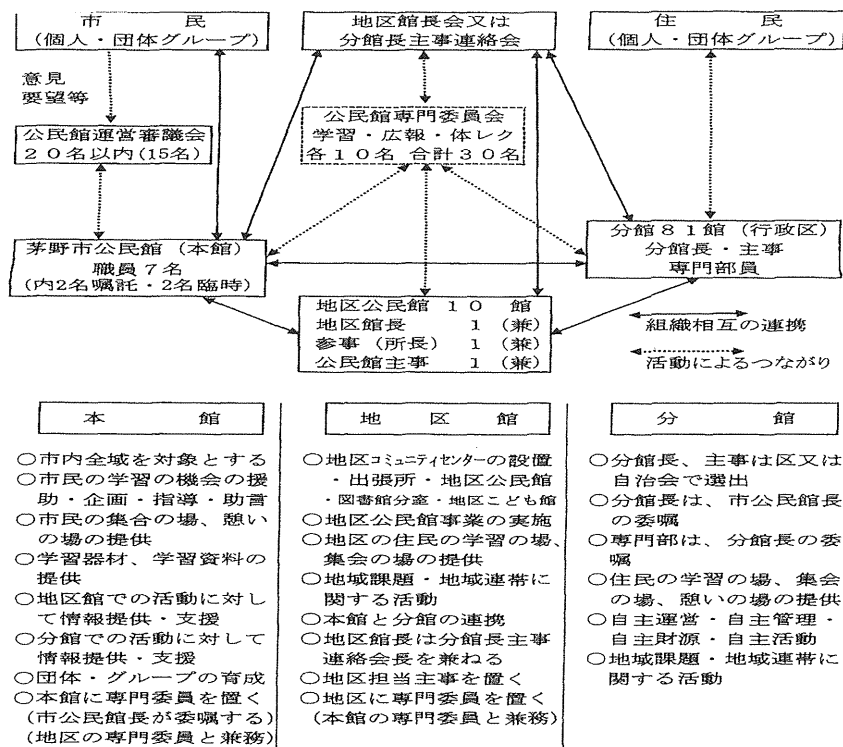 市　　民
(個人・団体グループ)
地区館長会又は
分館長主事連絡会
住　　民
(個人・団体グループ)
意見
要望等
公民館運営審議会
２０名以内(15名)
公民館専門委員会
学習・広報・体レク
各１０名 合計３０名
茅野市公民館 (本館)
職員７名
(内2名嘱託・2名臨時)
分館８１館 (行政区)
分館長・主事
専門部員
地区公民館 １０ 館
地区館長　　１ (兼)
参事 (所長)　１ (兼)
公民館主事　１ (兼)
組織相互の連携
活動によるつながり
本　　館
○市内全域を対象とする
○市民の学習の機会の援
助・企画・指導・助言
○市民の集合の場、憩い
の場の提供
○学習器材、学習資料の
提供
○地区館での活動に対し
て情報提供・支援
○分館での活動に対して
情報提供・支援
○団体・グループの育成
○本館に専門委員を置く
(市公民館長が委嘱する)
(地区の専門委員と兼務)
地　区　館
○地区コミュニティセンターの設置
・出張所・地区公民館
・図書館分室・地区こども館
○地区公民館事業の実施
○地区の住民の学習の場、
集会の場の提供
○地域課題・地域連帯に
関する活動
○本館と分館の連携
○地区館長は分館長主事
連絡会長を兼ねる
○地区担当主事を置く
○地区に専門委員を置く
(本館の専門委員と兼務)
分　　館
○分館長、主事は区又は
自治会で選出
○分館長は、市公民館長
の委嘱
○専門部は、分館長の委
嘱
○住民の学習の場、集会
の場、憩いの場の提供
○自主運営・自主管理・
自主財源・自主活動
○地域課題・地域連帯に
関する活動